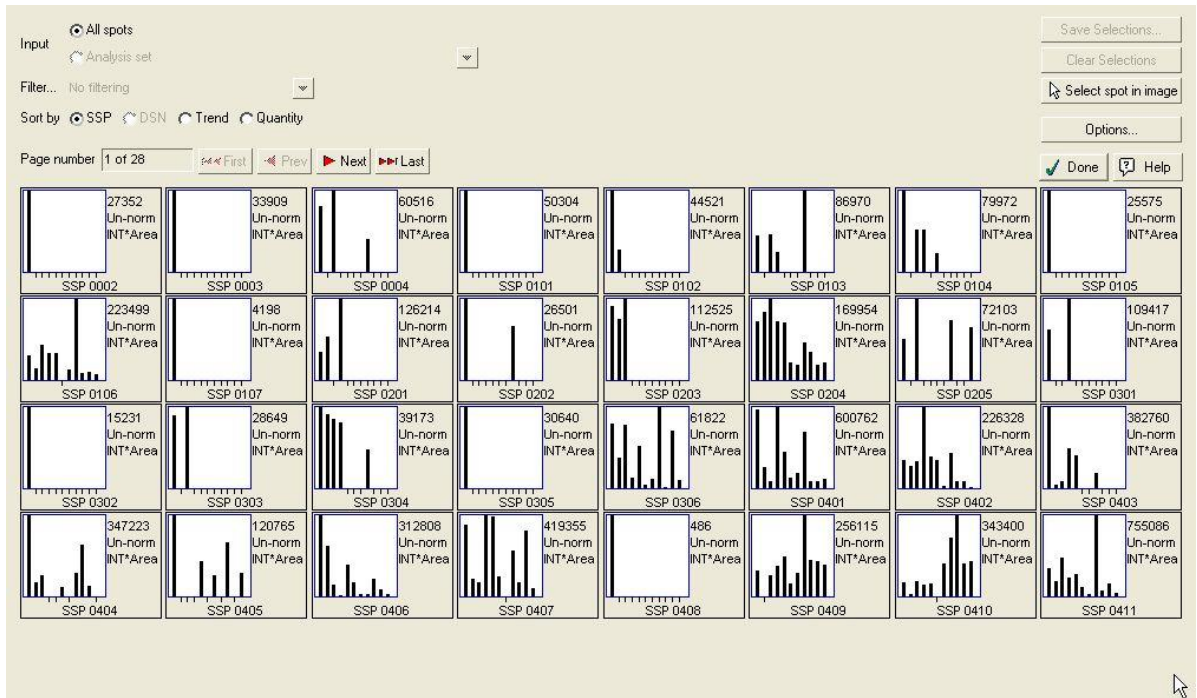 Input
All spots
Analysis set
Filter... No filtering
Sort by SSP DSN Trend Quantity
Page number 1 of 28 First Prev Next Last
Save Selections...
Clear Selections
Select spot in image
Options...
Done Help
27352 Un-norm INT*Area SSP 0002
33909 Un-norm INT*Area SSP 0003
60516 Un-norm INT*Area SSP 0004
50304 Un-norm INT*Area SSP 0101
44521 Un-norm INT*Area SSP 0102
86970 Un-norm INT*Area SSP 0103
79972 Un-norm INT*Area SSP 0104
25575 Un-norm INT*Area SSP 0105
223499 Un-norm INT*Area SSP 0106
4198 Un-norm INT*Area SSP 0107
126214 Un-norm INT*Area SSP 0201
26501 Un-norm INT*Area SSP 0202
112525 Un-norm INT*Area SSP 0203
169954 Un-norm INT*Area SSP 0204
72103 Un-norm INT*Area SSP 0205
109417 Un-norm INT*Area SSP 0301
15231 Un-norm INT*Area SSP 0302
28649 Un-norm INT*Area SSP 0303
39173 Un-norm INT*Area SSP 0304
30640 Un-norm INT*Area SSP 0305
61822 Un-norm INT*Area SSP 0306
600762 Un-norm INT*Area SSP 0401
226328 Un-norm INT*Area SSP 0402
382760 Un-norm INT*Area SSP 0403
347223 Un-norm INT*Area SSP 0404
120765 Un-norm INT*Area SSP 0405
312808 Un-norm INT*Area SSP 0406
419355 Un-norm INT*Area SSP 0407
486 Un-norm INT*Area SSP 0408
256115 Un-norm INT*Area SSP 0409
343400 Un-norm INT*Area SSP 0410
755086 Un-norm INT*Area SSP 0411